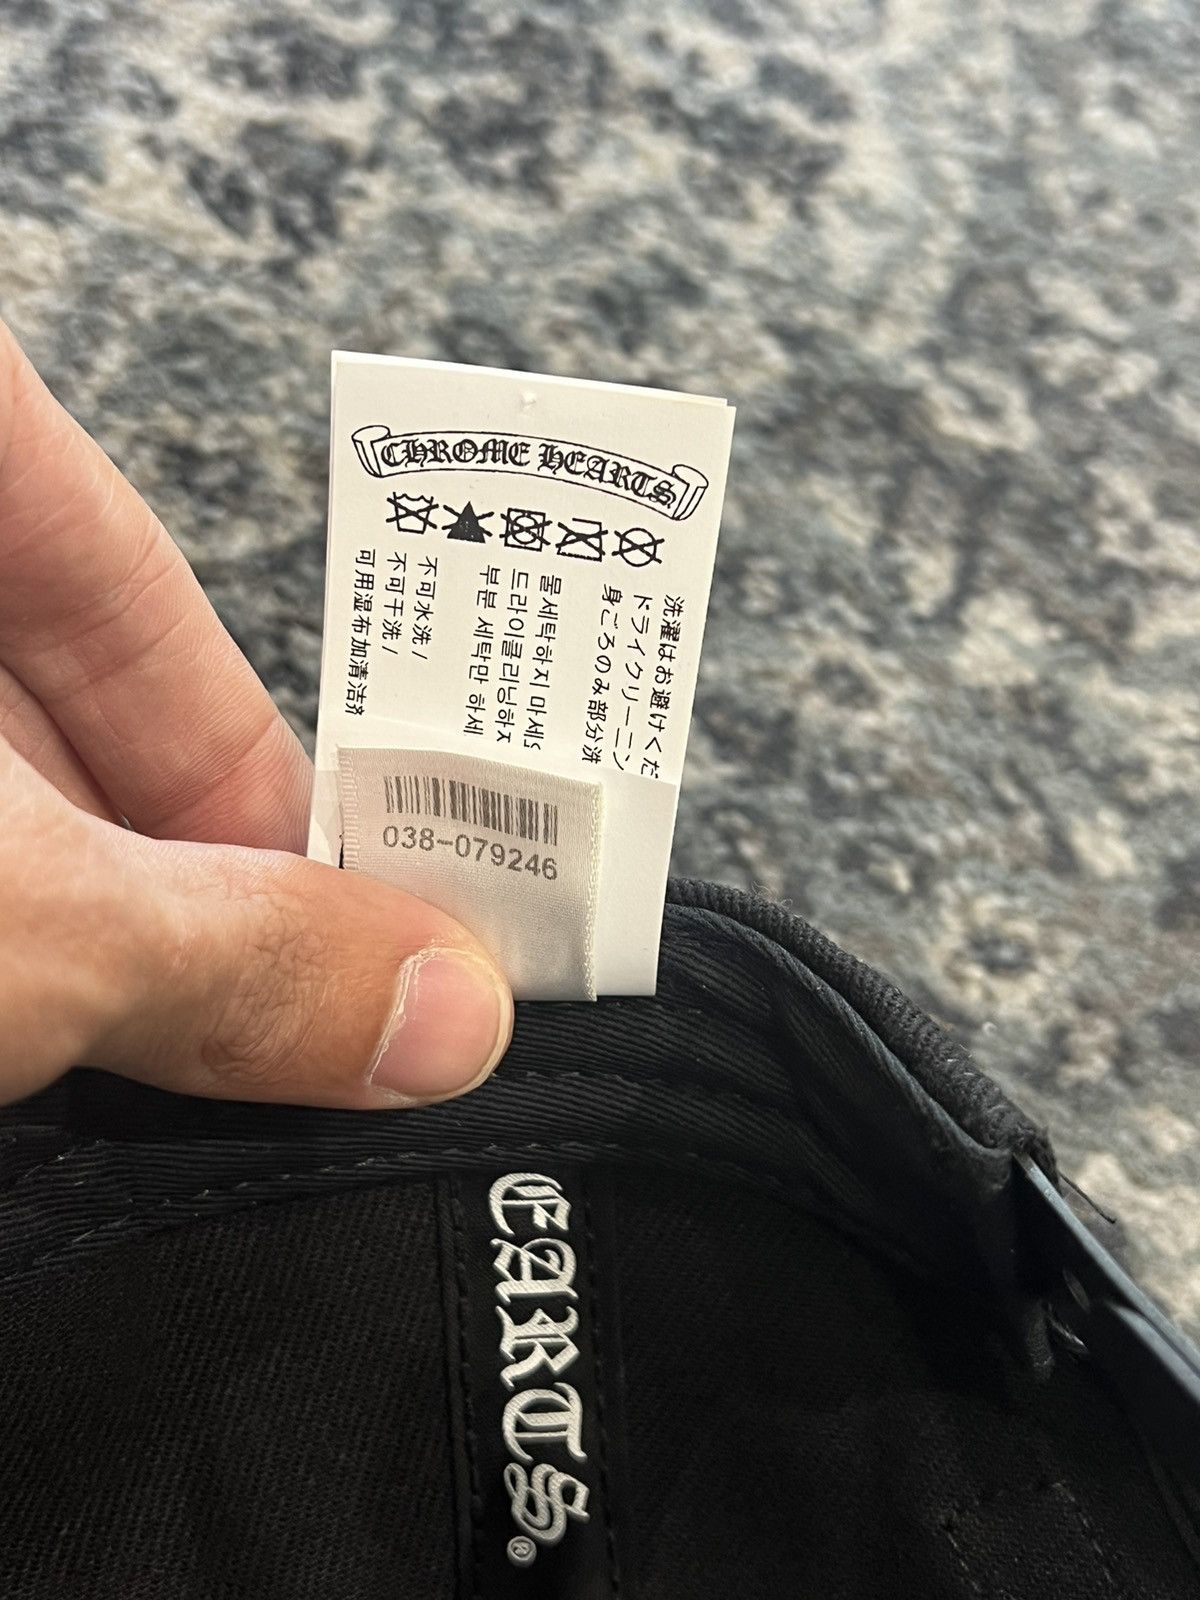 CHROME HEARTS
洗濯はお避けくだ
ドライクリーニン
身ごろのみ部分洗
물세탁하지 마세
드라이클리닝하지
부분 세탁만 하세
不可水洗 /
不可干洗 /
可用湿布加清洁剂
038-079246
EARTS®